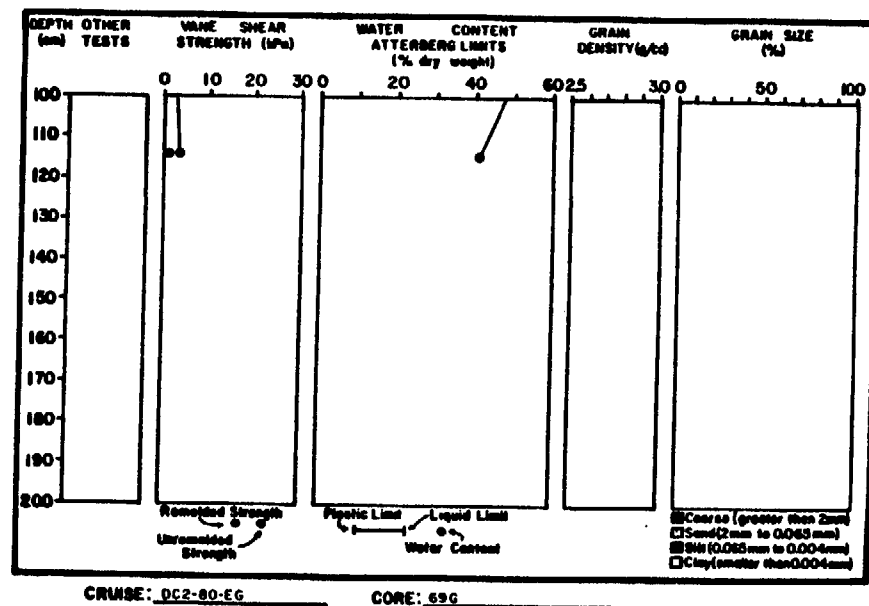 DEPTH OTHER VANE SHEAR WATER CONTENT GRAIN GRAIN SIZE
(cm) TESTS STRENGTH (kPa) ATTERBERG LIMITS DENSITY(g/cc) (%)
(% dry weight)
0 10 20 30 0 20 40 60 2.5 3.0 0 50 100
100
110
120
130
140
150
160
170
180
190
200
Remolded Strength Plastic Limit Liquid Limit
Unremolded Strength
Water Content
Coarse (greater than 2mm)
Sand (2mm to 0.065mm)
Silt (0.065mm to 0.004mm)
Clay (smaller than 0.004mm)
CRUISE: DC2-80-EG CORE: 69G